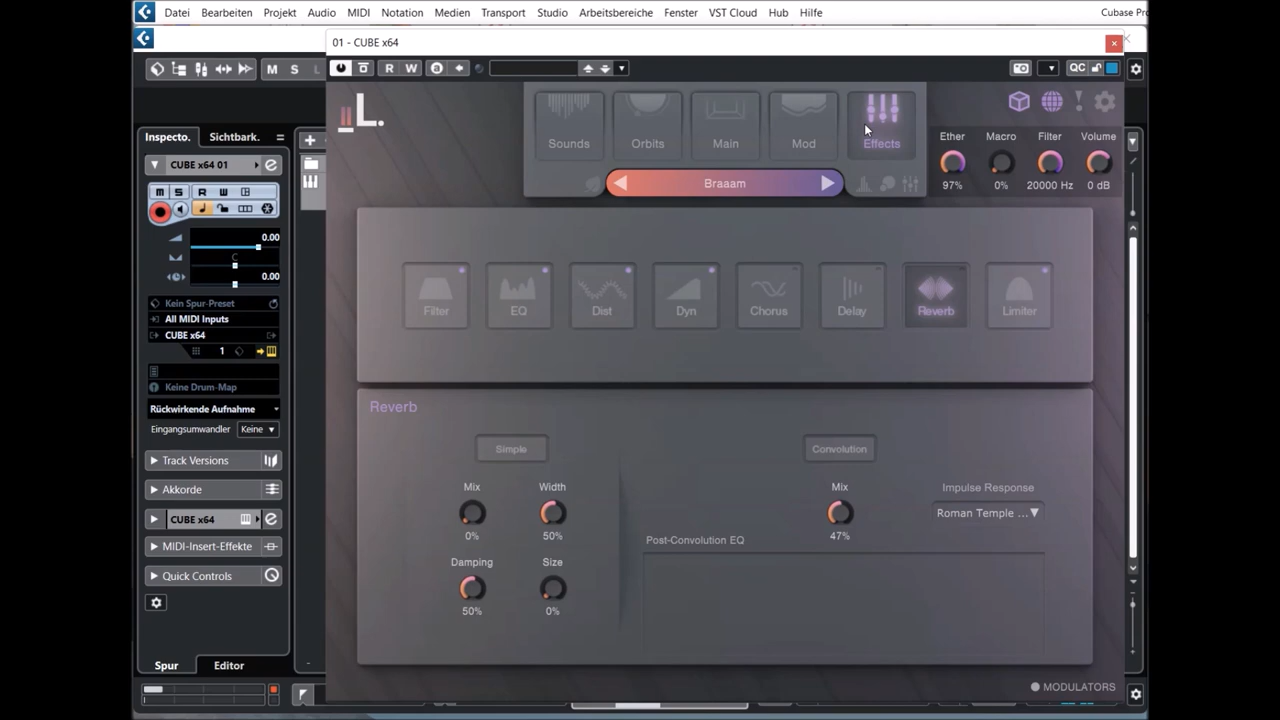 Datei Bearbeiten Projekt Audio MIDI Notation Medien Transport Studio Arbeitsbereiche Fenster VST Cloud Hub Hilfe Cubase Pro
01 - CUBE x64
M S L
R W a QC
Inspecto. Sichtbark.
L.
Sounds Orbits Main Mod Effects
Ether Macro Filter Volume
97% 0% 20000 Hz 0 dB
Braaam
CUBE x64 01
m S R W
0.00
C
0.00
Kein Spur-Preset
All MIDI Inputs
CUBE x64
1
Keine Drum-Map
Rückwirkende Aufnahme
Eingangsumwandler Keine
Track Versions
Akkorde
CUBE x64
MIDI-Insert-Effekte
Quick Controls
Spur Editor
Filter EQ Dist Dyn Chorus Delay Reverb Limiter
Reverb
Simple Convolution
Mix Width Mix Impulse Response
Roman Temple ...
0% 50% 47%
Post-Convolution EQ
Damping Size
50% 0%
MODULATORS